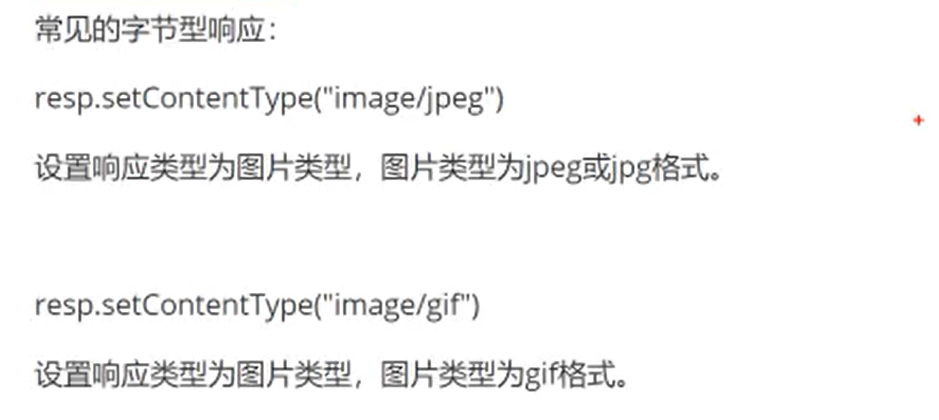 常见的字节型响应：
resp.setContentType("image/jpeg")
设置响应类型为图片类型，图片类型为jpeg或jpg格式。
resp.setContentType("image/gif")
设置响应类型为图片类型，图片类型为gif格式。